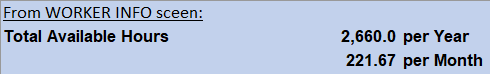 From WORKER INFO sceen:
Total Available Hours 2,660.0 per Year
221.67 per Month